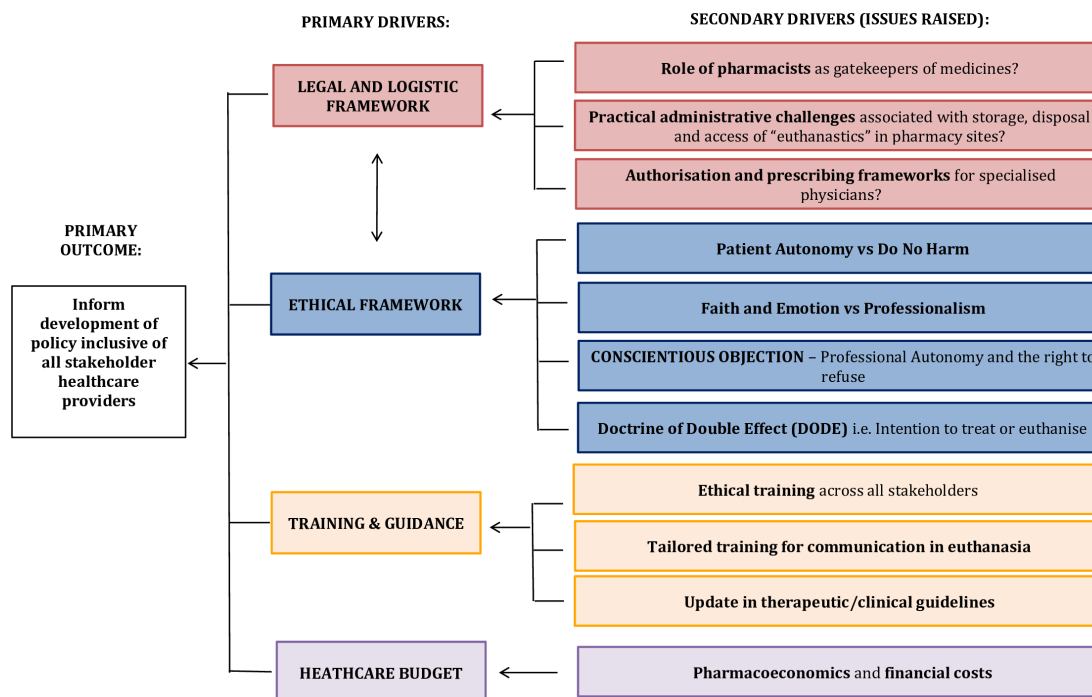 PRIMARY DRIVERS:
SECONDARY DRIVERS (ISSUES RAISED):
LEGAL AND LOGISTIC
FRAMEWORK
Role of pharmacists as gatekeepers of medicines?
Practical administrative challenges associated with storage, disposal
and access of “euthanastics” in pharmacy sites?
Authorisation and prescribing frameworks for specialised
physicians?
PRIMARY
OUTCOME:
Inform
development of
policy inclusive of
all stakeholder
healthcare
providers
ETHICAL FRAMEWORK
Patient Autonomy vs Do No Harm
Faith and Emotion vs Professionalism
CONSCIENTIOUS OBJECTION – Professional Autonomy and the right to
refuse
Doctrine of Double Effect (DODE) i.e. Intention to treat or euthanise
TRAINING & GUIDANCE
Ethical training across all stakeholders
Tailored training for communication in euthanasia
Update in therapeutic/clinical guidelines
HEATHCARE BUDGET
Pharmacoeconomics and financial costs